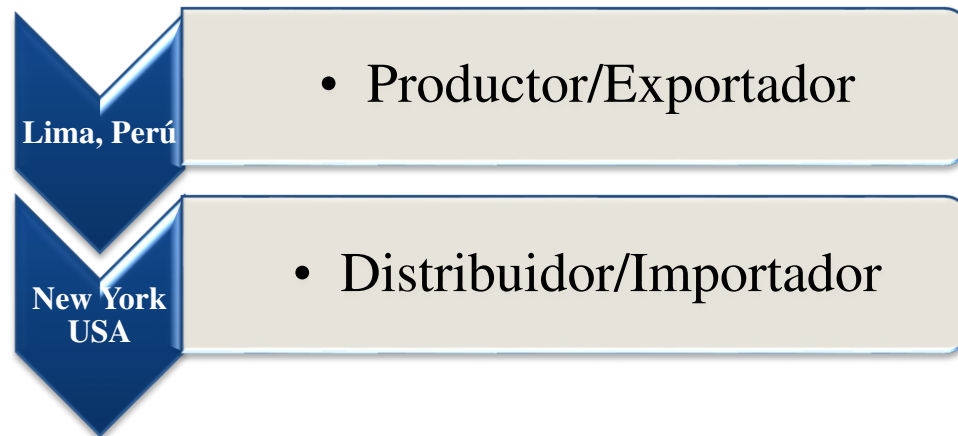 Lima, Perú
• Productor/Exportador
New York
USA
• Distribuidor/Importador